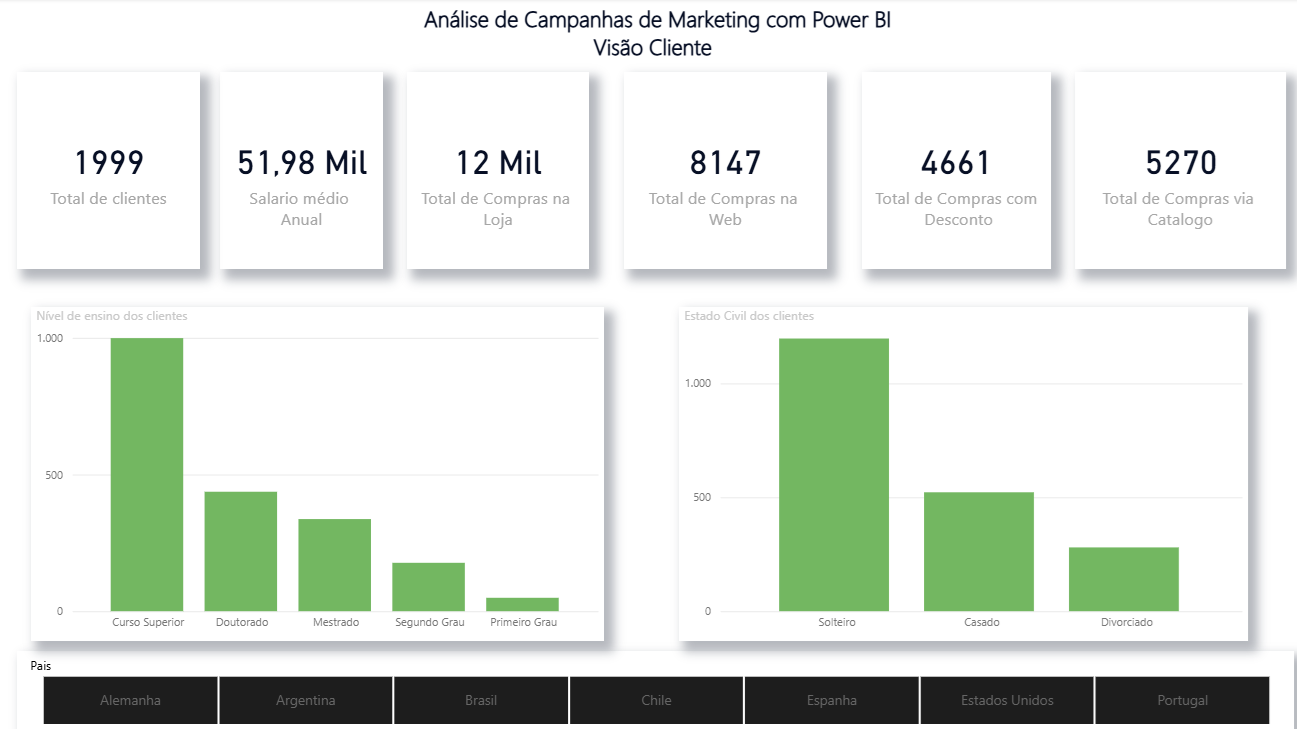 Análise de Campanhas de Marketing com Power BI
Visão Cliente
1999
Total de clientes
51,98 Mil
Salario médio
Anual
12 Mil
Total de Compras na
Loja
8147
Total de Compras na
Web
4661
Total de Compras com
Desconto
5270
Total de Compras via
Catalogo
Nível de ensino dos clientes
1.000
500
0
Curso Superior
Doutorado
Mestrado
Segundo Grau
Primeiro Grau
Estado Civil dos clientes
1.000
500
0
Solteiro
Casado
Divorciado
Pais
Alemanha
Argentina
Brasil
Chile
Espanha
Estados Unidos
Portugal